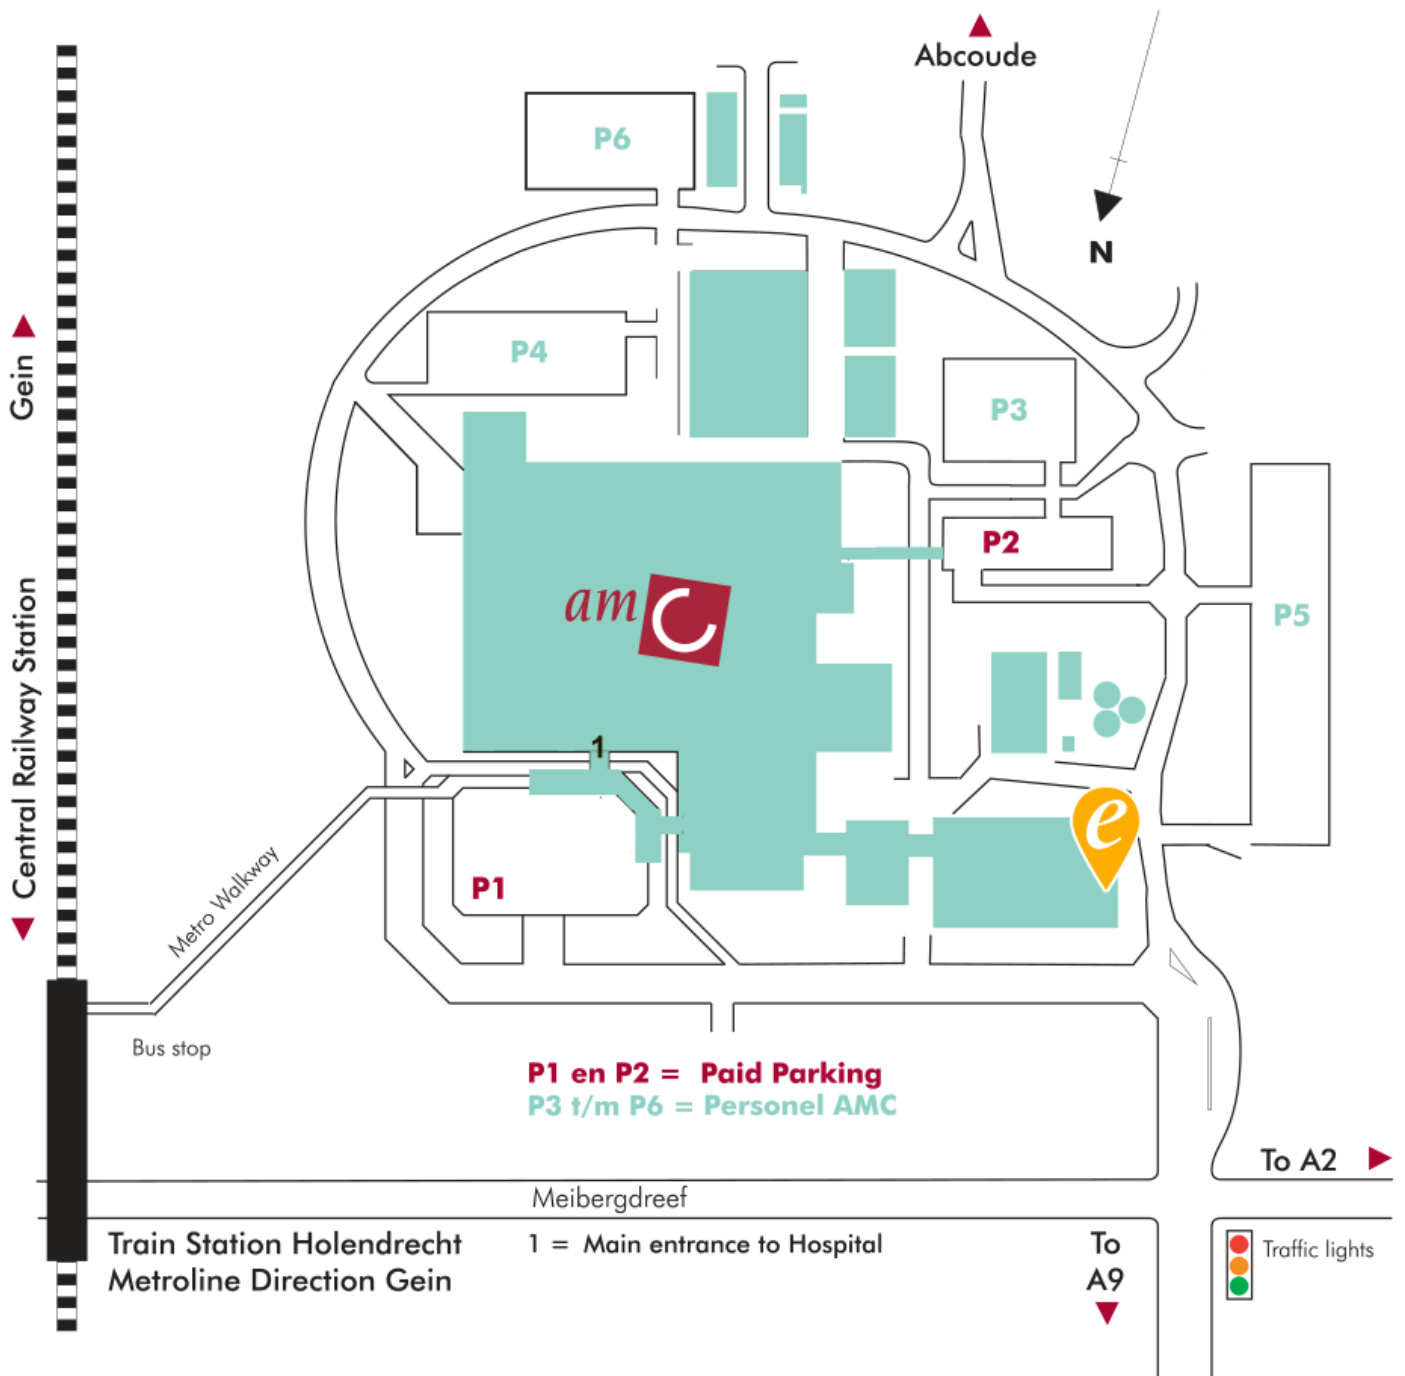 Abcoude
P6
N
Gein
P4
P3
P2
am
P5
Central Railway Station
1
e
Metro Walkway
P1
Bus stop
P1 en P2 = Paid Parking
P3 t/m P6 = Personel AMC
To A2
Meibergdreef
Train Station Holendrecht
Metroline Direction Gein
1 = Main entrance to Hospital
To
A9
Traffic lights